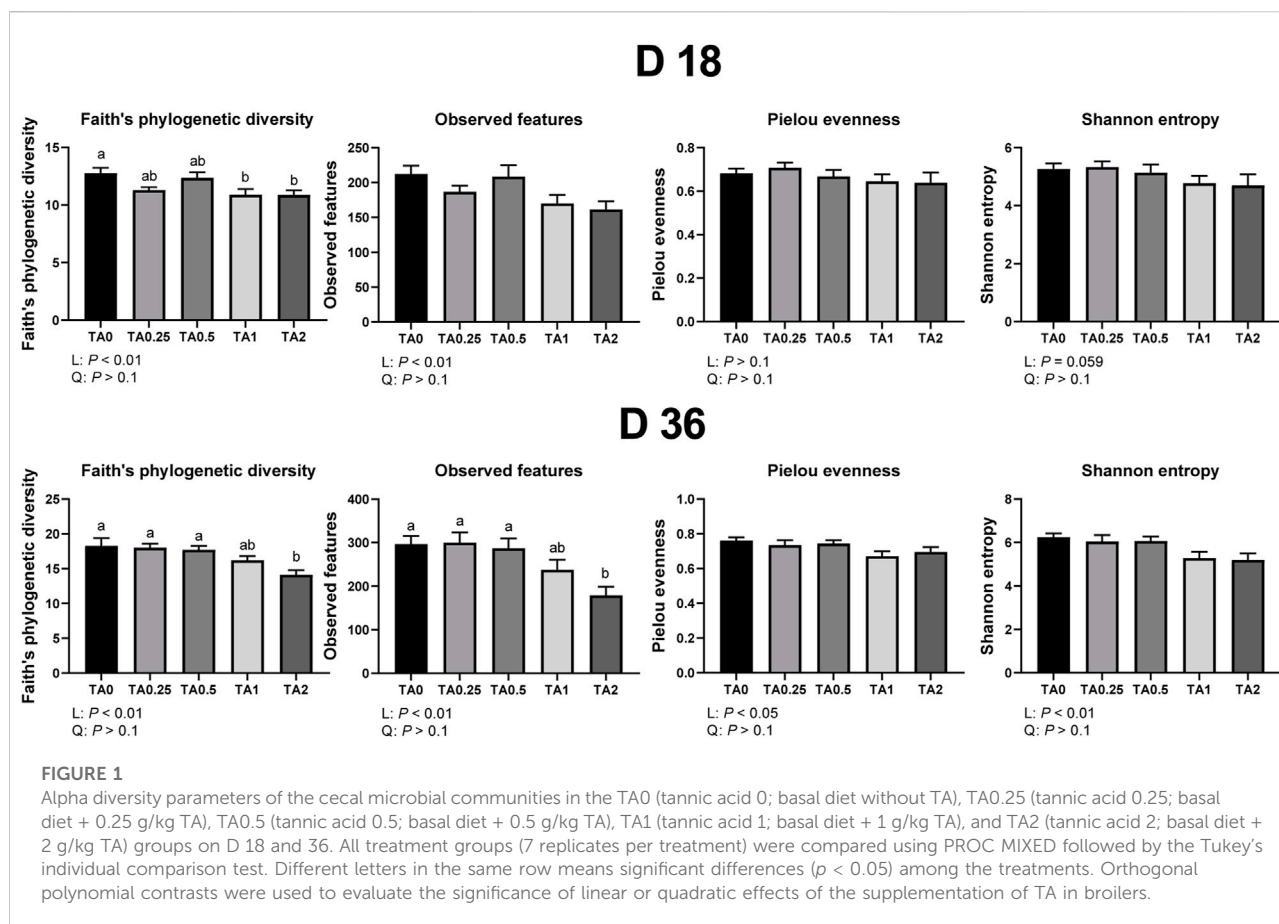 D 18
Faith's phylogenetic diversity
Faith's phylogenetic diversity
15
10
5
0
a
ab
ab
b
b
TA0 TA0.25 TA0.5 TA1 TA2
L: P < 0.01
Q: P > 0.1
Observed features
Observed features
250
200
150
100
50
0
TA0 TA0.25 TA0.5 TA1 TA2
L: P < 0.01
Q: P > 0.1
Pielou evenness
Pielou evenness
0.8
0.6
0.4
0.2
0.0
TA0 TA0.25 TA0.5 TA1 TA2
L: P > 0.1
Q: P > 0.1
Shannon entropy
Shannon entropy
6
4
2
0
TA0 TA0.25 TA0.5 TA1 TA2
L: P = 0.059
Q: P > 0.1
D 36
Faith's phylogenetic diversity
Faith's phylogenetic diversity
25
20
15
10
5
0
a
a
a
ab
b
TA0 TA0.25 TA0.5 TA1 TA2
L: P < 0.01
Q: P > 0.1
Observed features
Observed features
400
300
200
100
0
a
a
a
ab
b
TA0 TA0.25 TA0.5 TA1 TA2
L: P < 0.01
Q: P > 0.1
Pielou evenness
Pielou evenness
1.0
0.8
0.6
0.4
0.2
0.0
TA0 TA0.25 TA0.5 TA1 TA2
L: P < 0.05
Q: P > 0.1
Shannon entropy
Shannon entropy
8
6
4
2
0
TA0 TA0.25 TA0.5 TA1 TA2
L: P < 0.01
Q: P > 0.1
FIGURE 1
Alpha diversity parameters of the cecal microbial communities in the TA0 (tannic acid 0; basal diet without TA), TA0.25 (tannic acid 0.25; basal
diet + 0.25 g/kg TA), TA0.5 (tannic acid 0.5; basal diet + 0.5 g/kg TA), TA1 (tannic acid 1; basal diet + 1 g/kg TA), and TA2 (tannic acid 2; basal diet +
2 g/kg TA) groups on D 18 and 36. All treatment groups (7 replicates per treatment) were compared using PROC MIXED followed by the Tukey's
individual comparison test. Different letters in the same row means significant differences (p < 0.05) among the treatments. Orthogonal
polynomial contrasts were used to evaluate the significance of linear or quadratic effects of the supplementation of TA in broilers.